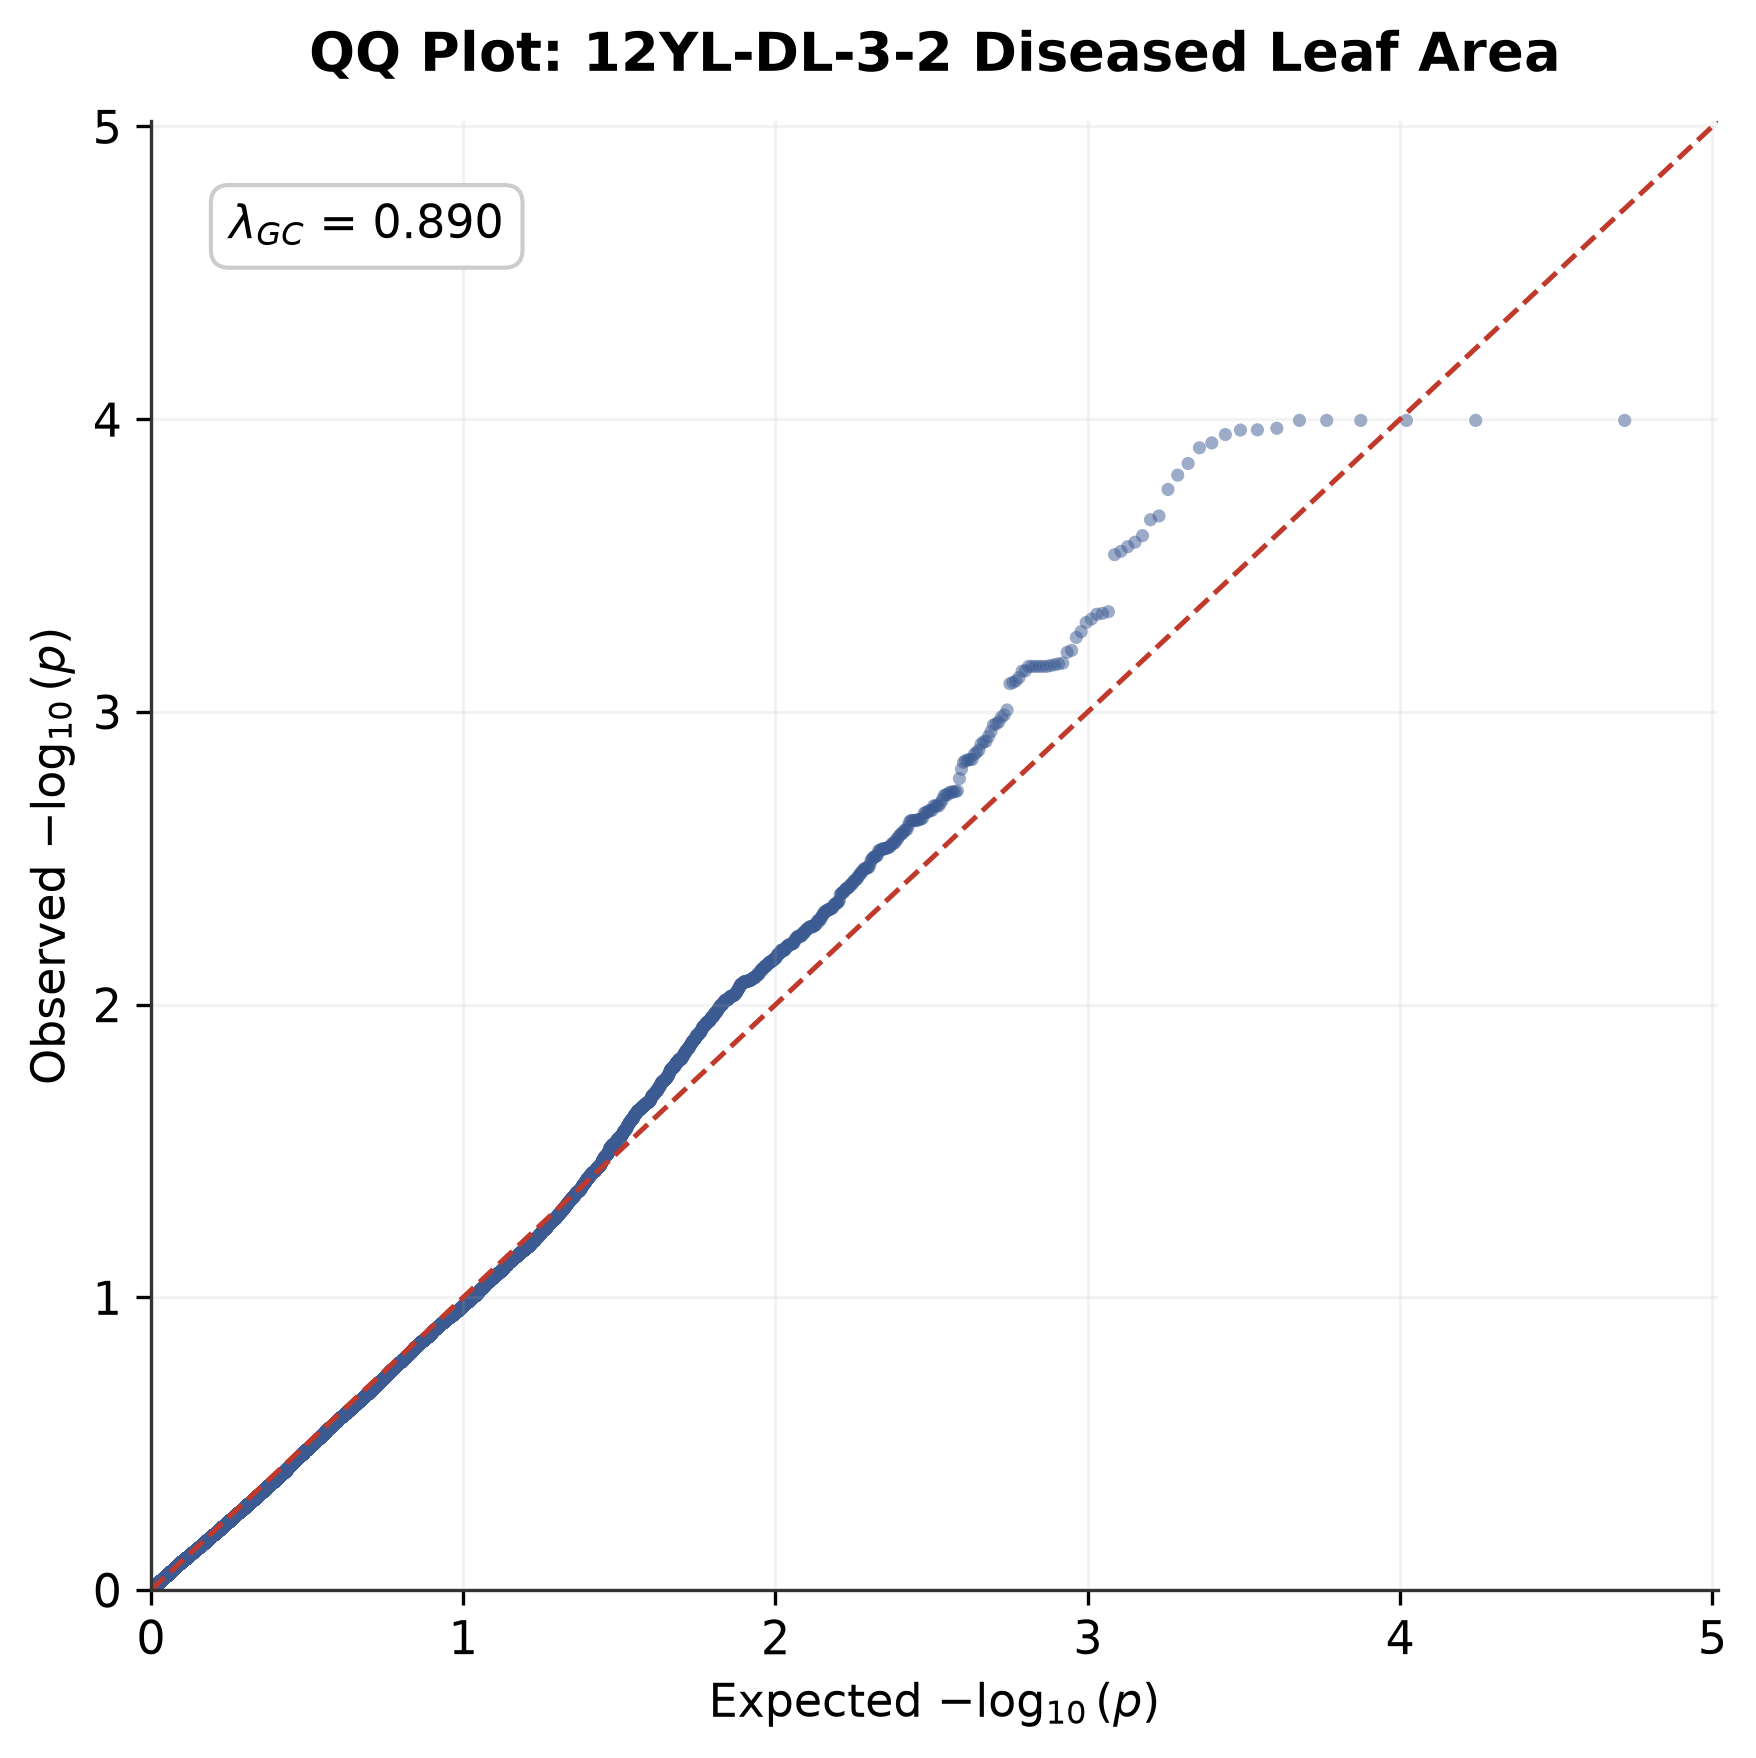 QQ Plot: 12YL-DL-3-2 Diseased Leaf Area
5
λGC = 0.890
4
3
2
1
0
Observed −log10(p)
0 1 2 3 4 5
Expected −log10(p)